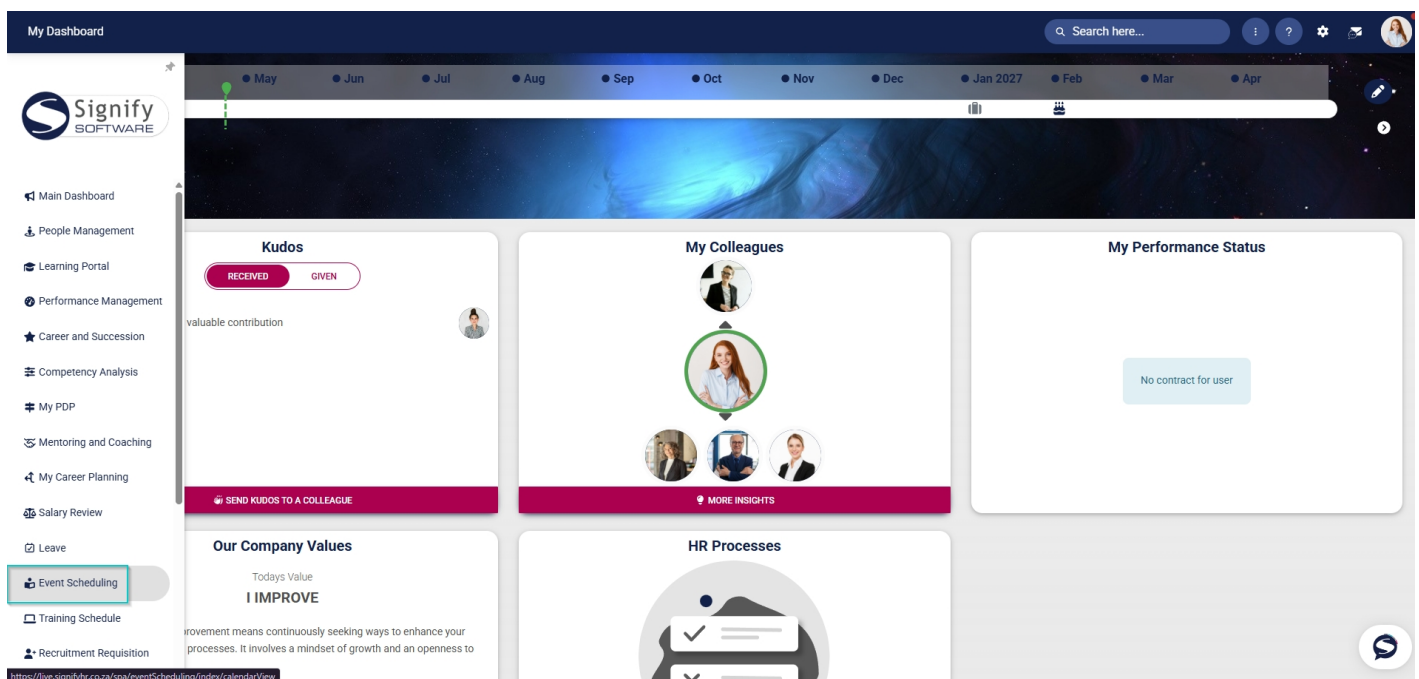 My Dashboard
Search here...
?
Signify
SOFTWARE
May
Jun
Jul
Aug
Sep
Oct
Nov
Dec
Jan 2027
Feb
Mar
Apr
Main Dashboard
People Management
Learning Portal
Performance Management
Career and Succession
Competency Analysis
My PDP
Mentoring and Coaching
My Career Planning
Salary Review
Leave
Event Scheduling
Training Schedule
Recruitment Requisition
https://live.signifyhr.co.za/spa/eventScheduling/index/calendarView
Kudos
RECEIVED
GIVEN
valuable contribution
SEND KUDOS TO A COLLEAGUE
My Colleagues
MORE INSIGHTS
My Performance Status
No contract for user
Our Company Values
Todays Value
I IMPROVE
provement means continuously seeking ways to enhance your
processes. It involves a mindset of growth and an openness to
HR Processes